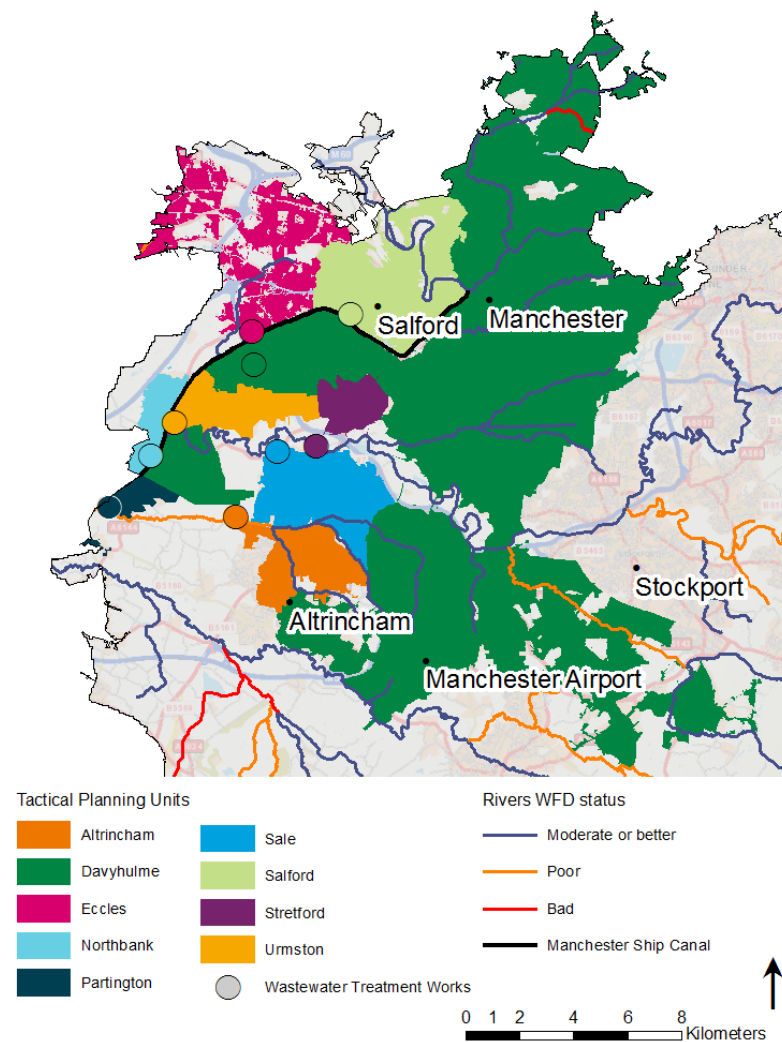 M 60
Salford
Manchester
Stockport
Altrincham
Manchester Airport
Tactical Planning Units
Altrincham
Davyhulme
Eccles
Northbank
Partington
Sale
Salford
Stretford
Urmston
Wastewater Treatment Works
Rivers WFD status
Moderate or better
Poor
Bad
Manchester Ship Canal
0 1 2 4 6 8
Kilometers